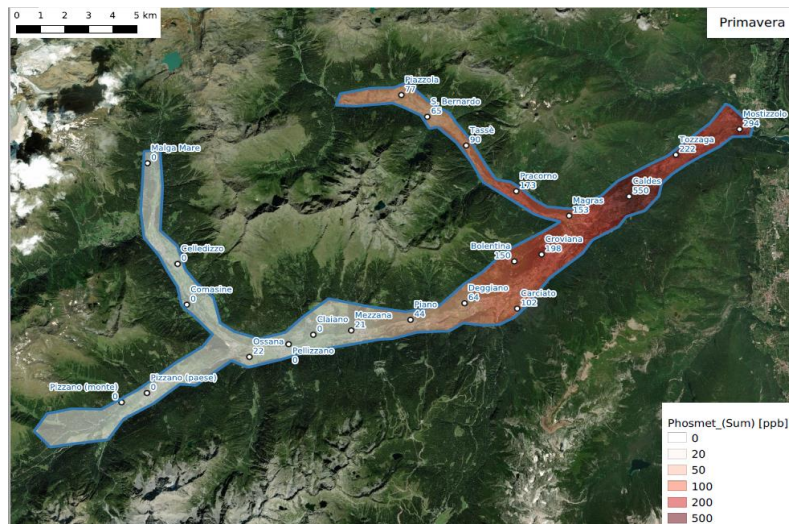 0 1 2 3 4 5 km
Primavera
Piazzola
77
S. Bernardo
65
Mostizzolo
294
Tassè
90
Tozzaga
222
Malga Mare
0
Pracorno
173
Caldes
550
Magras
153
Bolentina
150
Croviana
198
Celledizzo
0
Comasine
0
Deggiano
64
Carciato
102
Piano
44
Claiano
0
Mezzana
21
Ossana
22
Pellizzano
0
Pizzano (monte)
0
Pizzano (paese)
0
Phosmet_(Sum) [ppb]
0
20
50
100
200
500